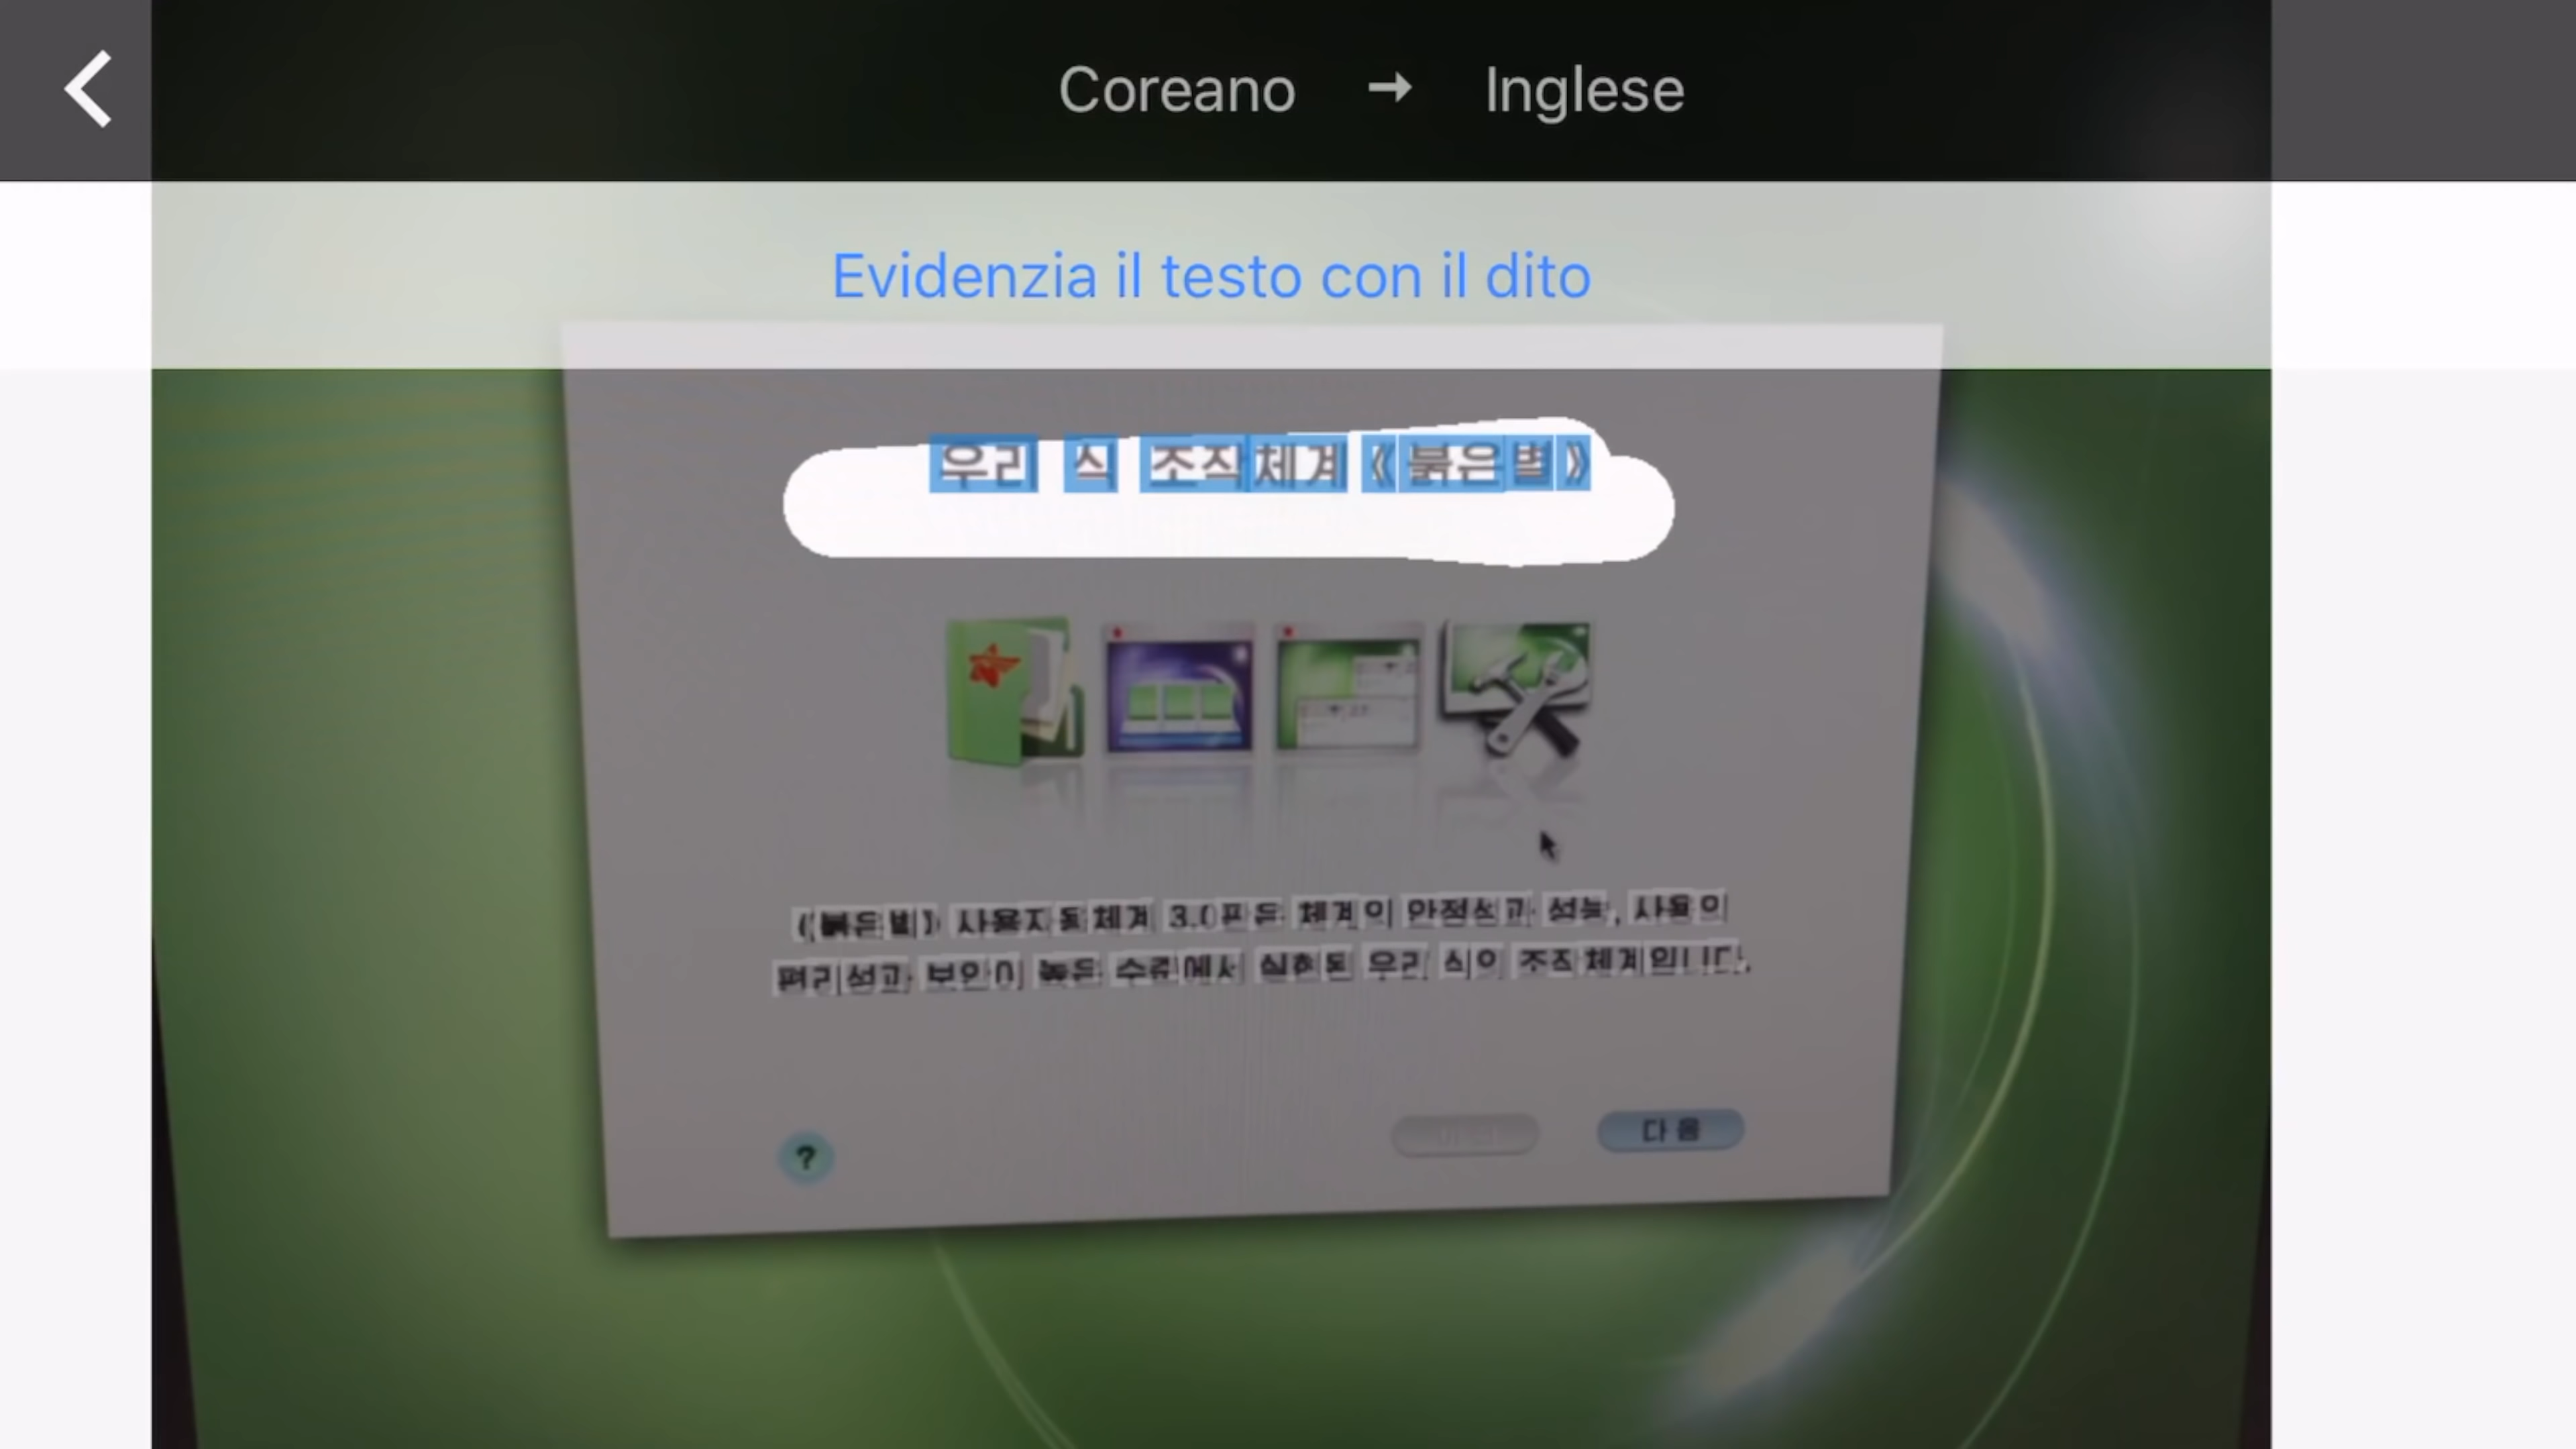 Coreano → Inglese
Evidenzia il testo con il dito
우리 식 조작체계《붉은별》
《붉은별》 사용자용체계 3.0판은 체계의 안정성과 성능, 사용의
편리성과 보안이 높은 수준에서 실현된 우리 식의 조작체계입니다.
?
다음